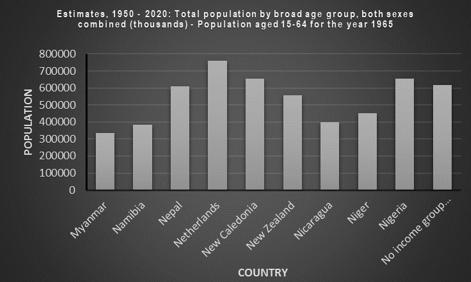 Estimates, 1950 - 2020: Total population by broad age group, both sexes
combined (thousands) - Population aged 15-64 for the year 1965
800000
700000
600000
500000
400000
300000
200000
100000
0
POPULATION
Myanmar
Namibia
Nepal
Netherlands
New Caledonia
New Zealand
Nicaragua
Niger
Nigeria
No income group...
COUNTRY